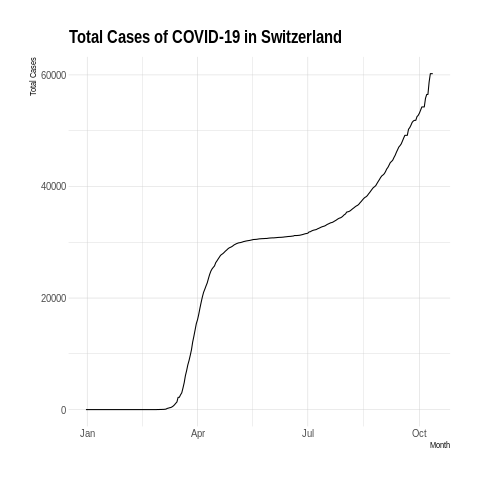 Total Cases of COVID-19 in Switzerland
Total Cases
60000
40000
20000
0
Jan Apr Jul Oct
Month